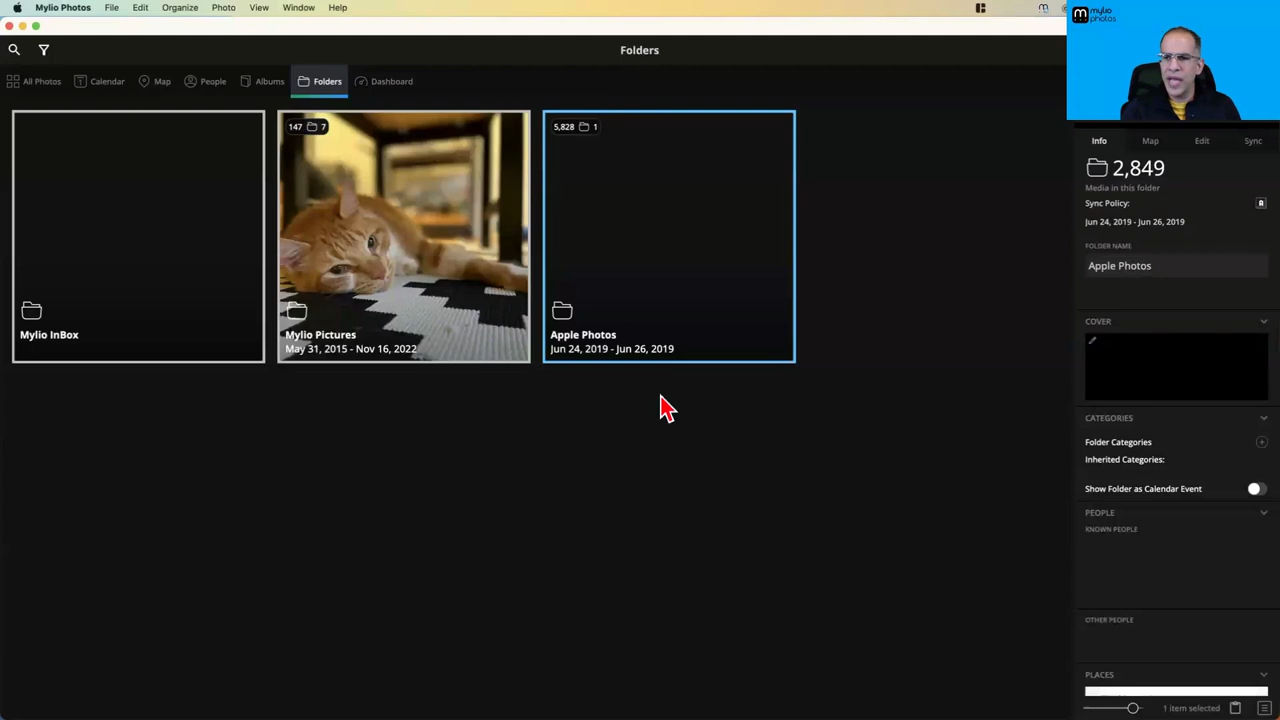 Mylio Photos File Edit Organize Photo View Window Help
mylio
photos
Folders
All Photos Calendar Map People Albums Folders Dashboard
Info Map Edit Sync
147 7
5,828 1
2,849
Media in this folder
Sync Policy:
Jun 24, 2019 - Jun 26, 2019
FOLDER NAME
Apple Photos
COVER
Mylio InBox
Mylio Pictures
May 31, 2015 - Nov 16, 2022
Apple Photos
Jun 24, 2019 - Jun 26, 2019
CATEGORIES
Folder Categories
Inherited Categories:
Show Folder as Calendar Event
PEOPLE
KNOWN PEOPLE
OTHER PEOPLE
PLACES
1 item selected